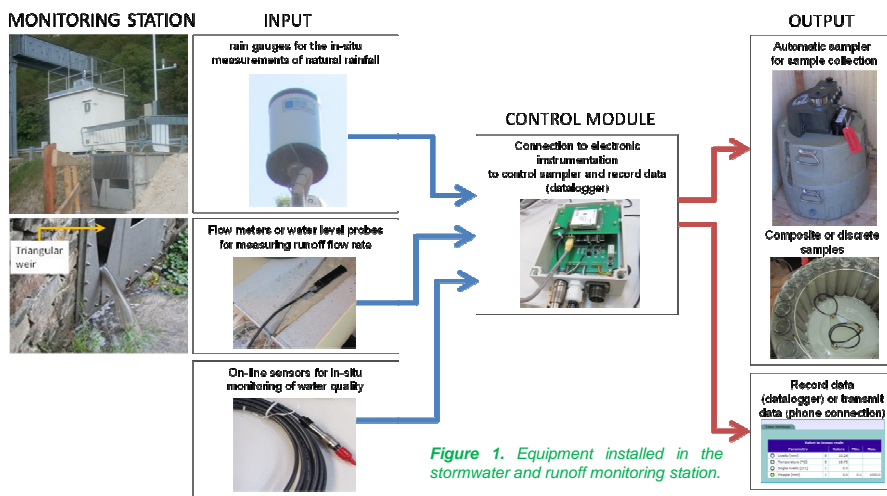 MONITORING STATION
INPUT
OUTPUT
rain gauges for the in-situ
measurements of natural rainfall
Automatic sampler
for sample collection
CONTROL MODULE
Connection to electronic
instrumentation
to control sampler and record data
(datalogger)
Triangular
weir
Flow meters or water level probes
for measuring runoff flow rate
Composite or discrete
samples
On-line sensors for in-situ
monitoring of water quality
Record data
(datalogger) or transmit
data (phone connection)
Figure 1. Equipment installed in the
stormwater and runoff monitoring station.